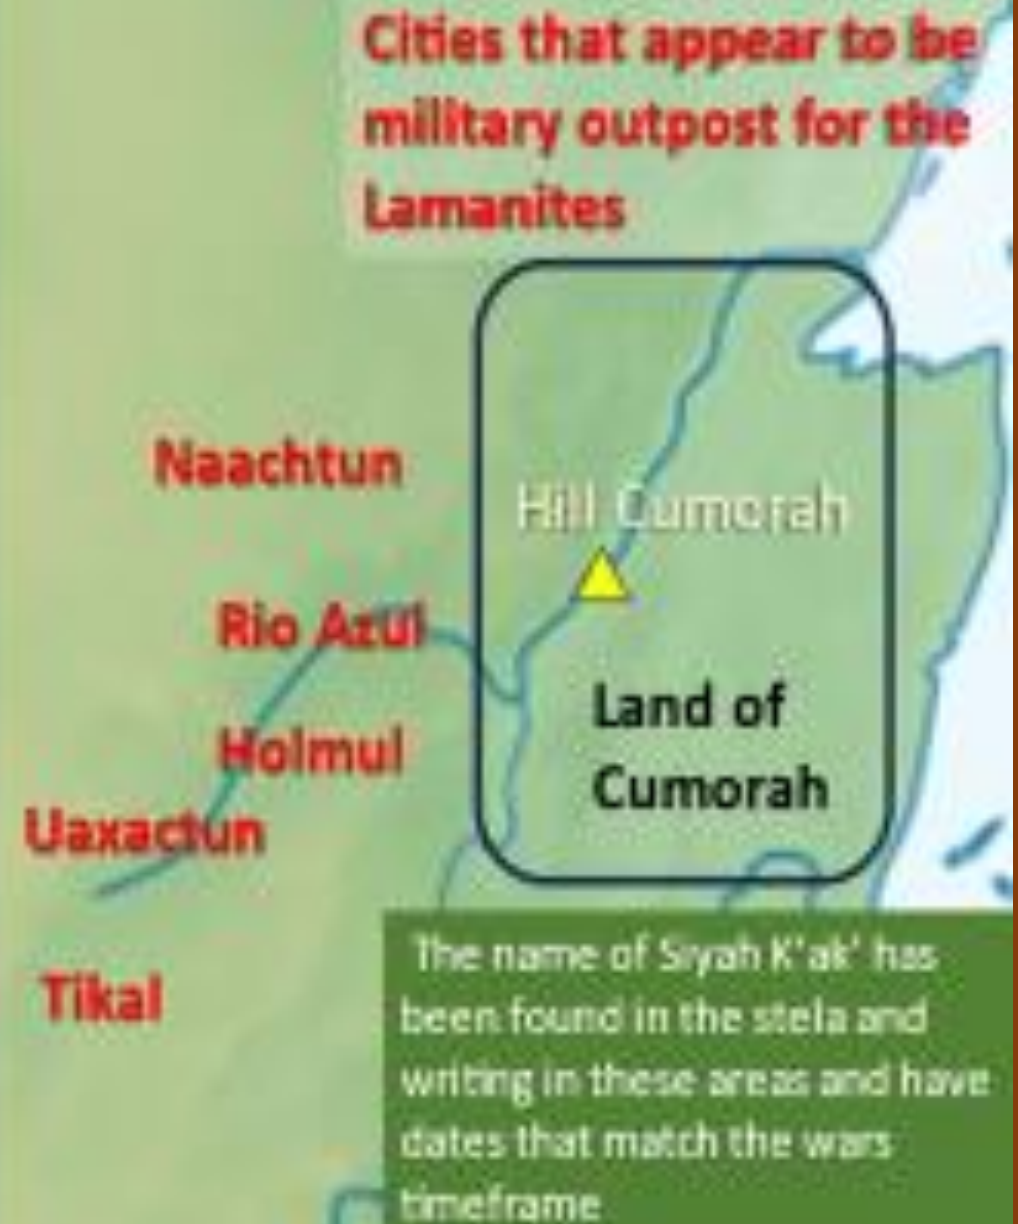 Cities that appear to be
military outpost for the
Lamanites
Naachtun
Hill Cumorah
Rio Azul
Land of
Cumorah
Holmul
Uaxactun
Tikal
The name of Siyah K'ak' has
been found in the stela and
writing in these areas and have
dates that match the wars
timeframe